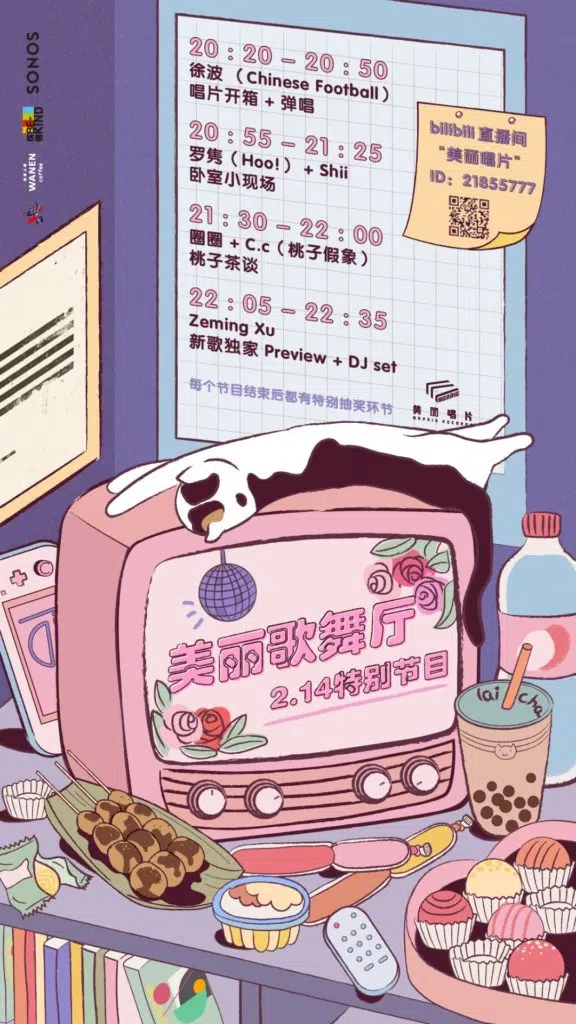 SONOS
WANEN
coffee
20：20 — 20：50
徐波 （Chinese Football）
唱片开箱 + 弹唱
20：55 — 21：25
罗隽（Hoo!） + Shii
卧室小现场
21：30 — 22：00
圈圈 + C.c（桃子假象）
桃子茶谈
22：05 — 22：35
Zeming Xu
新歌独家 Preview + DJ set
每个节目结束后都有特别抽奖环节
美丽唱片
MERRIE RECORDS
bilibili 直播间
“美丽唱片”
ID：21855777
美丽歌舞厅
2.14特别节目
lai cha